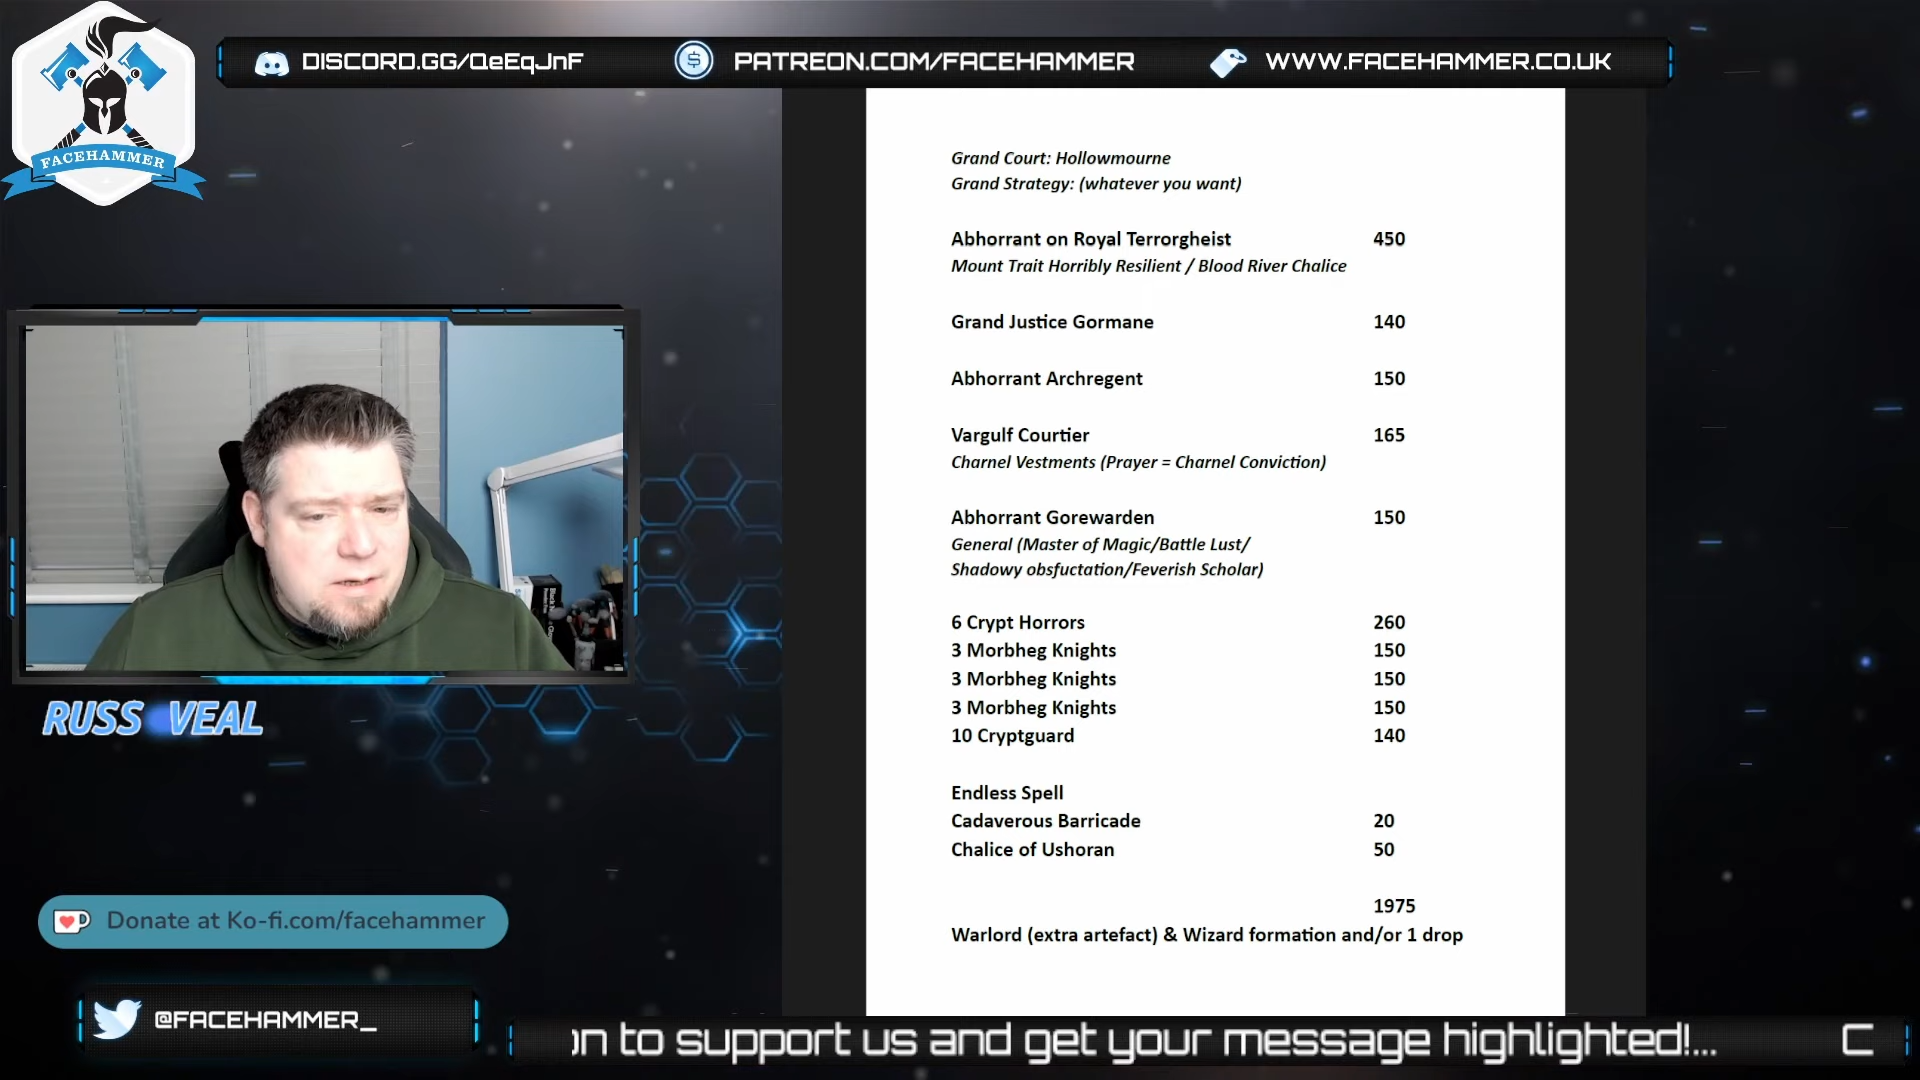 FACEHAMMER
DISCORD.GG/QeEqJnF
PATREON.COM/FACEHAMMER
WWW.FACEHAMMER.CO.UK
Grand Court: Hollowmourne
Grand Strategy: (whatever you want)
Abhorrant on Royal Terrorgheist 450
Mount Trait Horribly Resilient / Blood River Chalice
Grand Justice Gormane 140
Abhorrant Archregent 150
Vargulf Courtier 165
Charnel Vestments (Prayer = Charnel Conviction)
Abhorrant Gorewarden 150
General (Master of Magic/Battle Lust/
Shadowy obsfuctation/Feverish Scholar)
6 Crypt Horrors 260
3 Morbheg Knights 150
3 Morbheg Knights 150
3 Morbheg Knights 150
10 Cryptguard 140
Endless Spell
Cadaverous Barricade 20
Chalice of Ushoran 50
1975
Warlord (extra artefact) & Wizard formation and/or 1 drop
RUSS VEAL
Donate at Ko-fi.com/facehammer
@FACEHAMMER_
on to support us and get your message highlighted!... C